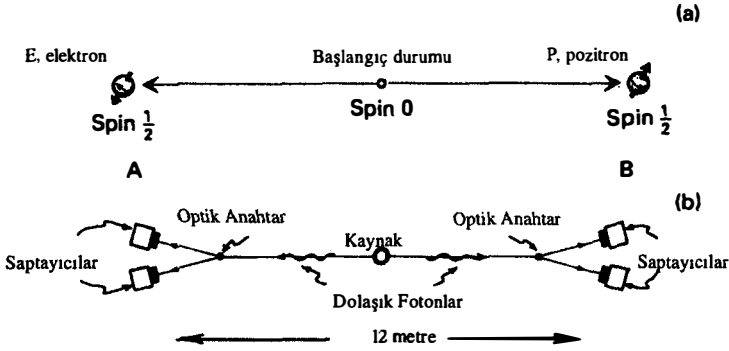 (a)
E, elektron
Başlangıç durumu
P, pozitron
Spin 0
Spin 1/2
Spin 1/2
A
B
(b)
Optik Anahtar
Optik Anahtar
Kaynak
Saptayıcılar
Saptayıcılar
Dolaşık Fotonlar
12 metre